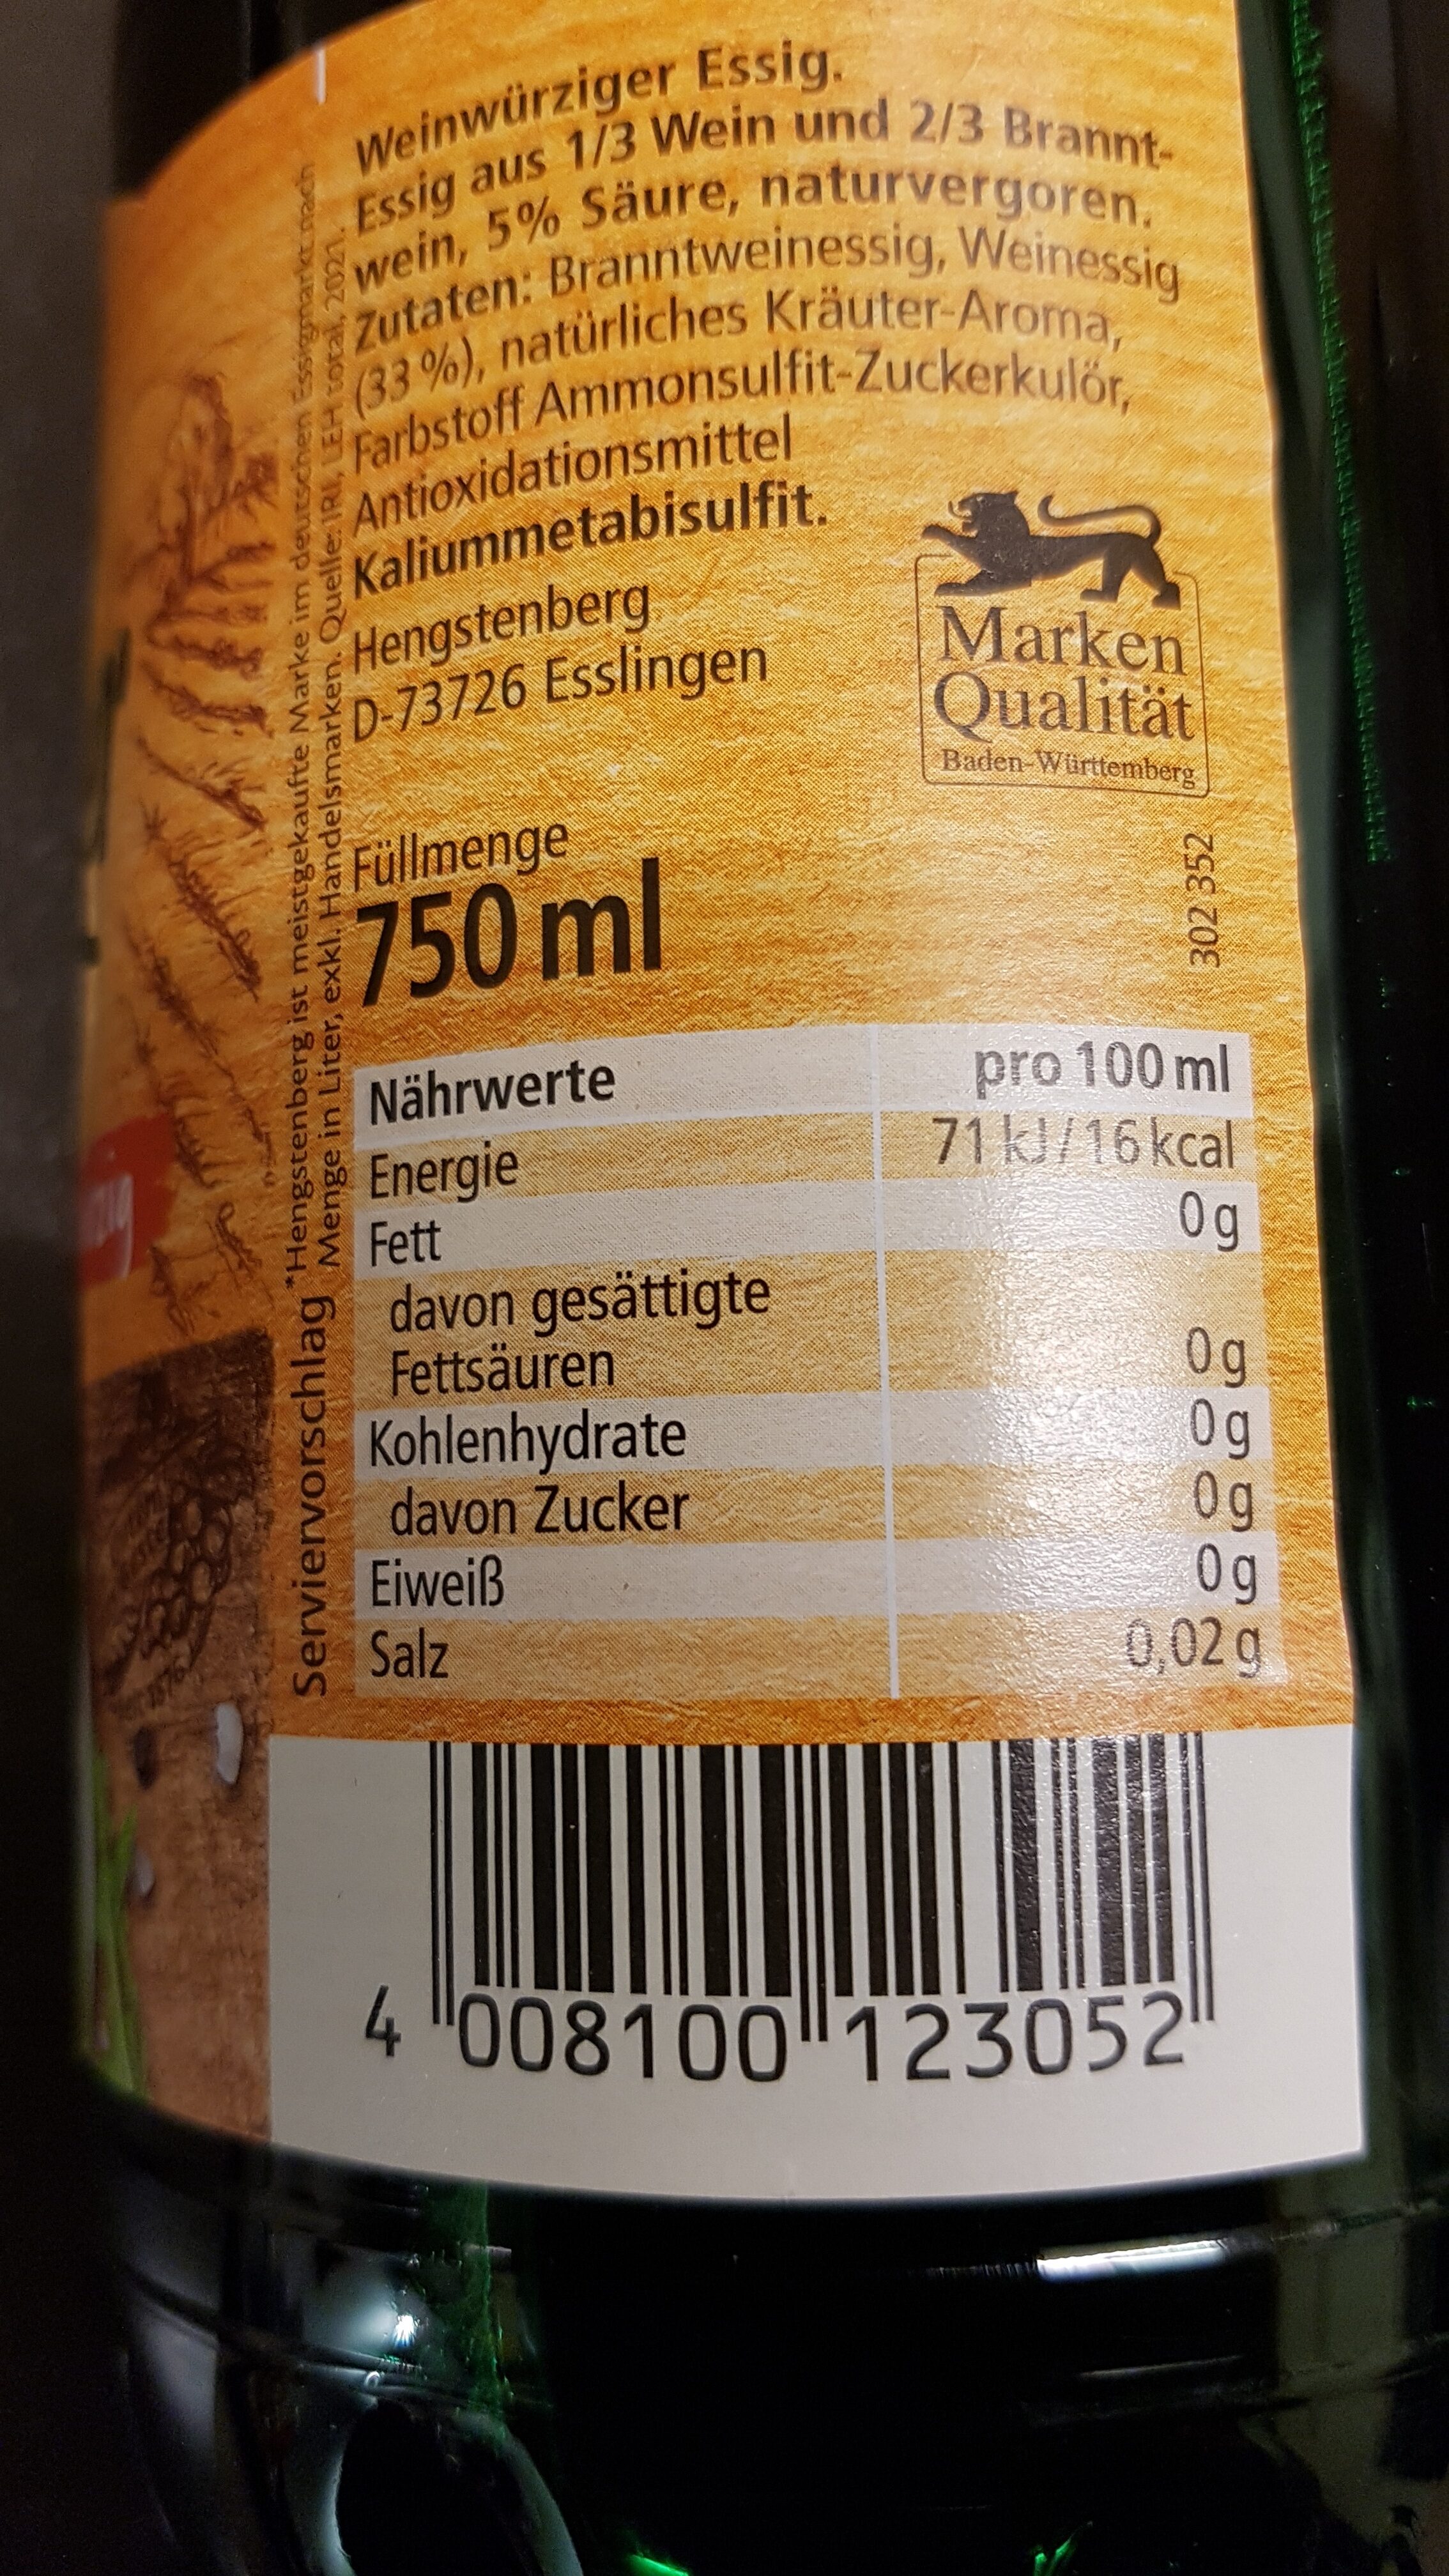 Weinwürziger Essig.
Essig aus 1/3 Wein und 2/3 Brannt-
wein, 5% Säure, naturvergoren.
Zutaten: Branntweinessig, Weinessig
(33 %), natürliches Kräuter-Aroma,
Farbstoff Ammonsulfit-Zuckerkulör,
Antioxidationsmittel
Kaliummetabisulfit.
Hengstenberg
D-73726 Esslingen
Marken
Qualität
Baden-Württemberg
Füllmenge
750 ml
302 352
Serviervorschlag
*Hengstenberg ist meistgekaufte Marke im deutschen Essigmarkt nach
Menge in Liter, exkl. Handelsmarken. Quelle: IRI, LEH total, 2021.
Nährwerte pro 100 ml
Energie 71 kJ/16 kcal
Fett 0 g
davon gesättigte
Fettsäuren 0 g
Kohlenhydrate 0 g
davon Zucker 0 g
Eiweiß 0 g
Salz 0,02 g
4 008100 123052